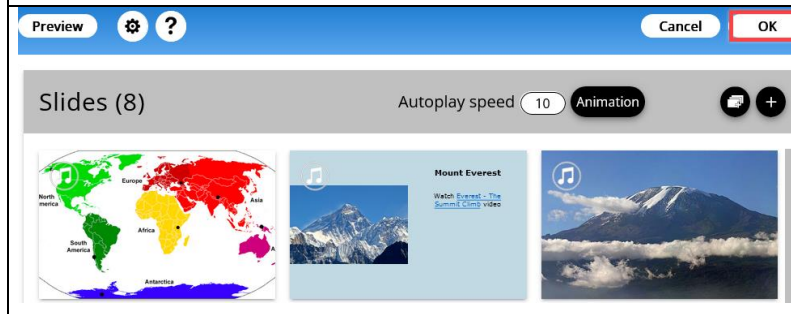 Preview ? Cancel OK
Slides (8) Autoplay speed 10 Animation +
North
merica
Europe
Asia
Africa
South
America
A
Antarctica
Mount Everest
Watch Everest - The
Summit Climb video